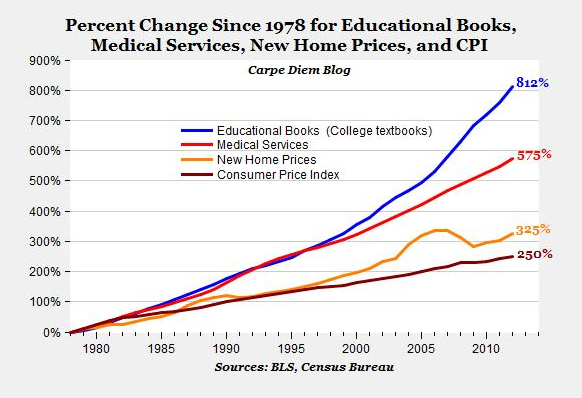 Percent Change Since 1978 for Educational Books,
Medical Services, New Home Prices, and CPI
Carpe Diem Blog
900%
800%
700%
600%
500%
400%
300%
200%
100%
0%
812%
575%
325%
250%
Educational Books (College textbooks)
Medical Services
New Home Prices
Consumer Price Index
1980
1985
1990
1995
2000
2005
2010
Sources: BLS, Census Bureau